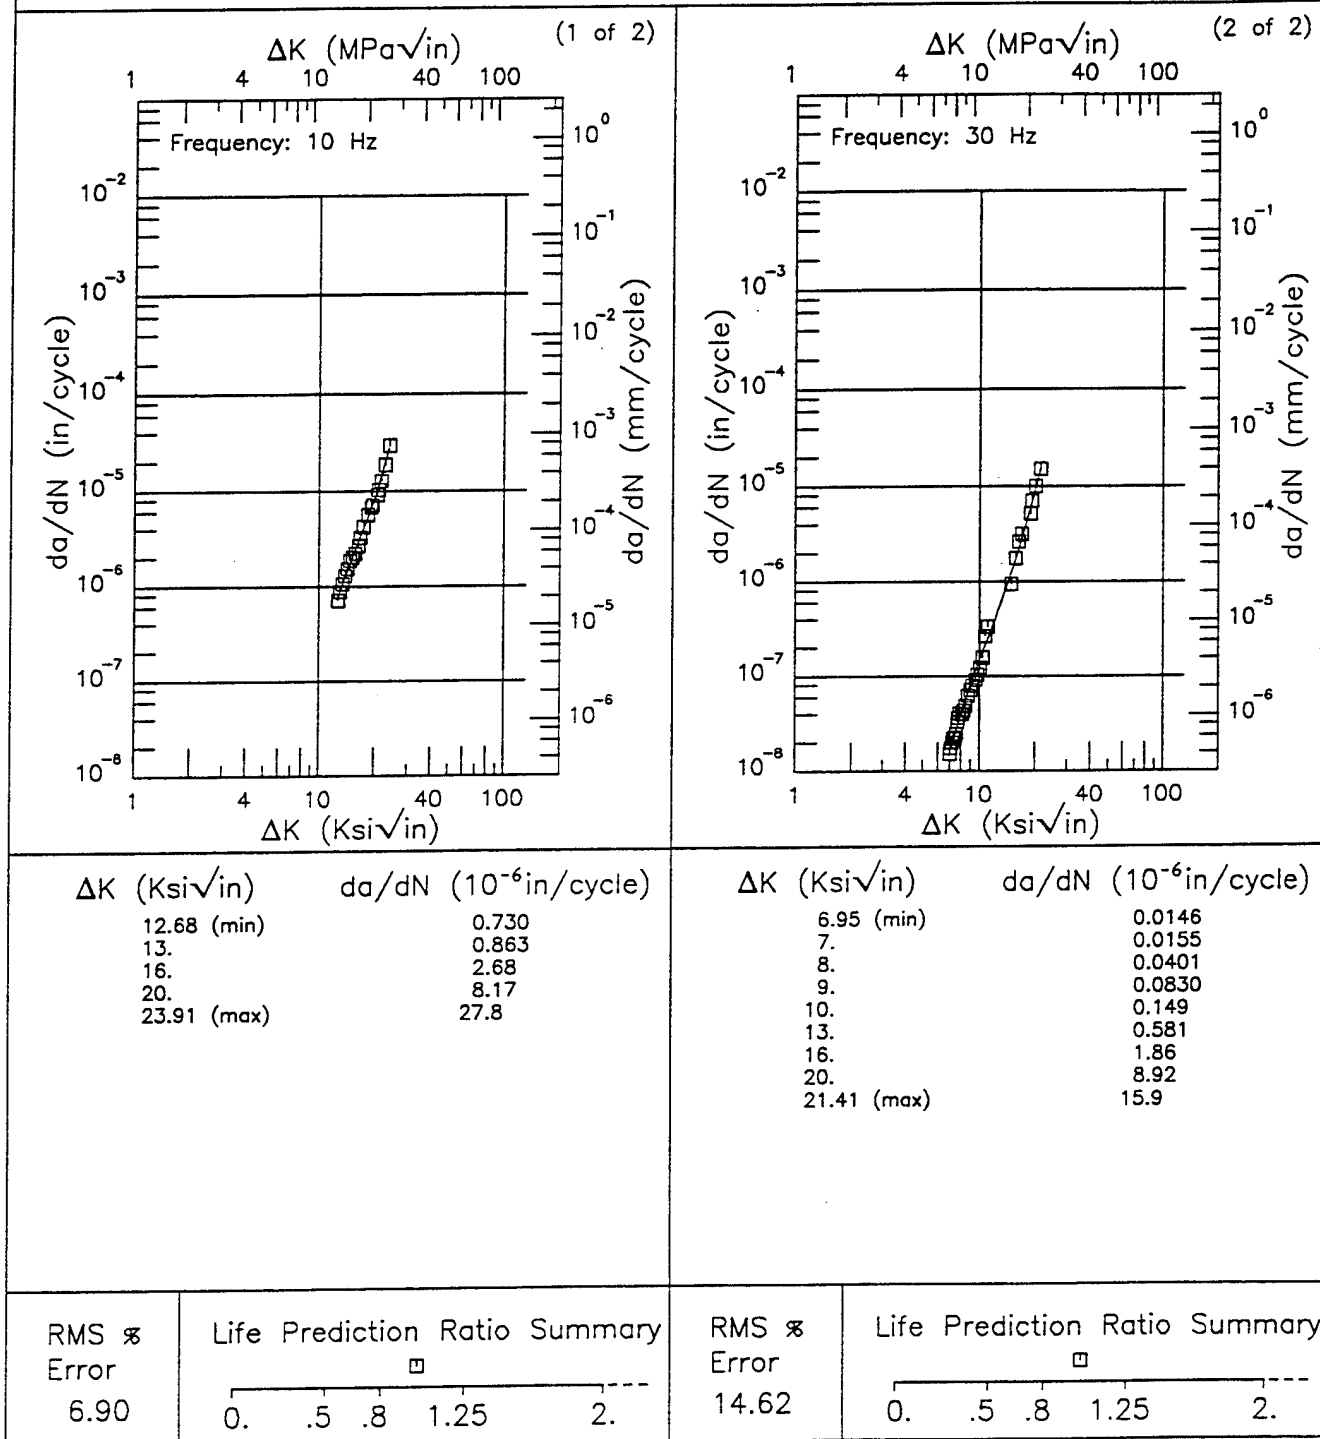 (1 of 2)
ΔK (MPa√in)
1 4 10 40 100
Frequency: 10 Hz
10⁰
10⁻¹
10⁻²
10⁻³
10⁻⁴
10⁻⁵
10⁻⁶
da/dN (mm/cycle)
10⁻²
10⁻³
10⁻⁴
10⁻⁵
10⁻⁶
10⁻⁷
10⁻⁸
da/dN (in/cycle)
1 4 10 40 100
ΔK (Ksi√in)
ΔK (Ksi√in) da/dN (10⁻⁶in/cycle)
12.68 (min) 0.730
13. 0.863
16. 2.68
20. 8.17
23.91 (max) 27.8
RMS %
Error
6.90
Life Prediction Ratio Summary
0. .5 .8 1.25 2.
(2 of 2)
ΔK (MPa√in)
1 4 10 40 100
Frequency: 30 Hz
10⁰
10⁻¹
10⁻²
10⁻³
10⁻⁴
10⁻⁵
10⁻⁶
da/dN (mm/cycle)
10⁻²
10⁻³
10⁻⁴
10⁻⁵
10⁻⁶
10⁻⁷
10⁻⁸
da/dN (in/cycle)
1 4 10 40 100
ΔK (Ksi√in)
ΔK (Ksi√in) da/dN (10⁻⁶in/cycle)
6.95 (min) 0.0146
7. 0.0155
8. 0.0401
9. 0.0830
10. 0.149
13. 0.581
16. 1.86
20. 8.92
21.41 (max) 15.9
RMS %
Error
14.62
Life Prediction Ratio Summary
0. .5 .8 1.25 2.